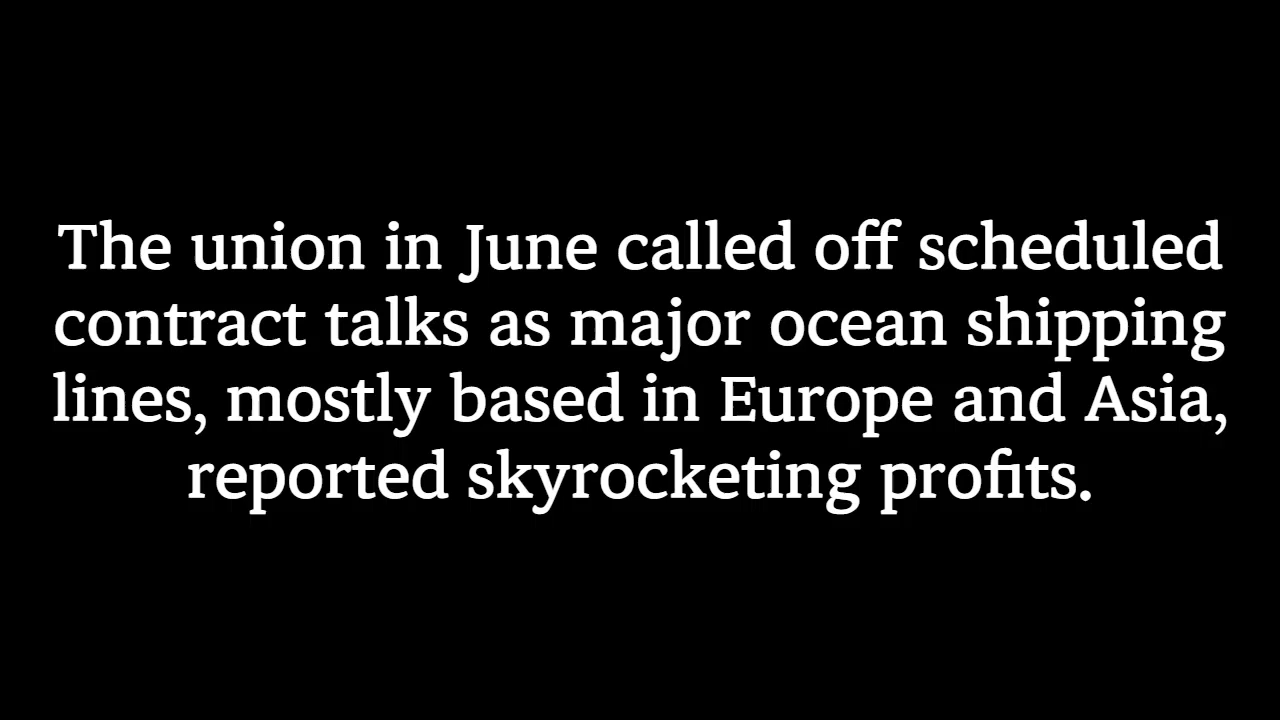 The union in June called off scheduled
contract talks as major ocean shipping
lines, mostly based in Europe and Asia,
reported skyrocketing profits.